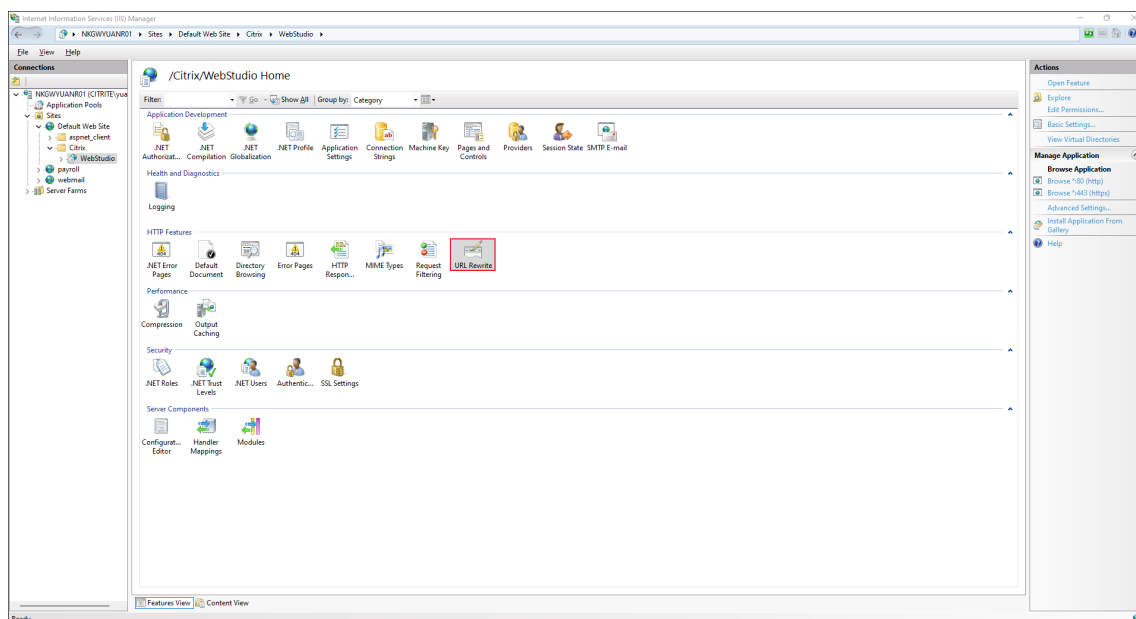 Internet Information Services (IIS) Manager
NKGWYUANR01 Sites Default Web Site Citrix WebStudio
File View Help
Connections
NKGWYUANR01 (CITRITE\yua
Application Pools
Sites
Default Web Site
aspnet_client
Citrix
WebStudio
payroll
webmail
Server Farms
/Citrix/WebStudio Home
Filter: Go Show All Group by: Category
Application Development
.NET Authorizat...
.NET Compilation
.NET Globalization
.NET Profile
Application Settings
Connection Strings
Machine Key
Pages and Controls
Providers
Session State
SMTP E-mail
Health and Diagnostics
Logging
HTTP Features
.NET Error Pages
Default Document
Directory Browsing
Error Pages
HTTP Respon...
MIME Types
Request Filtering
URL Rewrite
Performance
Compression
Output Caching
Security
.NET Roles
.NET Trust Levels
.NET Users
Authentic...
SSL Settings
Server Components
Configurat... Editor
Handler Mappings
Modules
Features View Content View
Actions
Open Feature
Explore
Edit Permissions...
Basic Settings...
View Virtual Directories
Manage Application
Browse Application
Browse *:80 (http)
Browse *:443 (https)
Advanced Settings...
Install Application From Gallery
Help
Ready